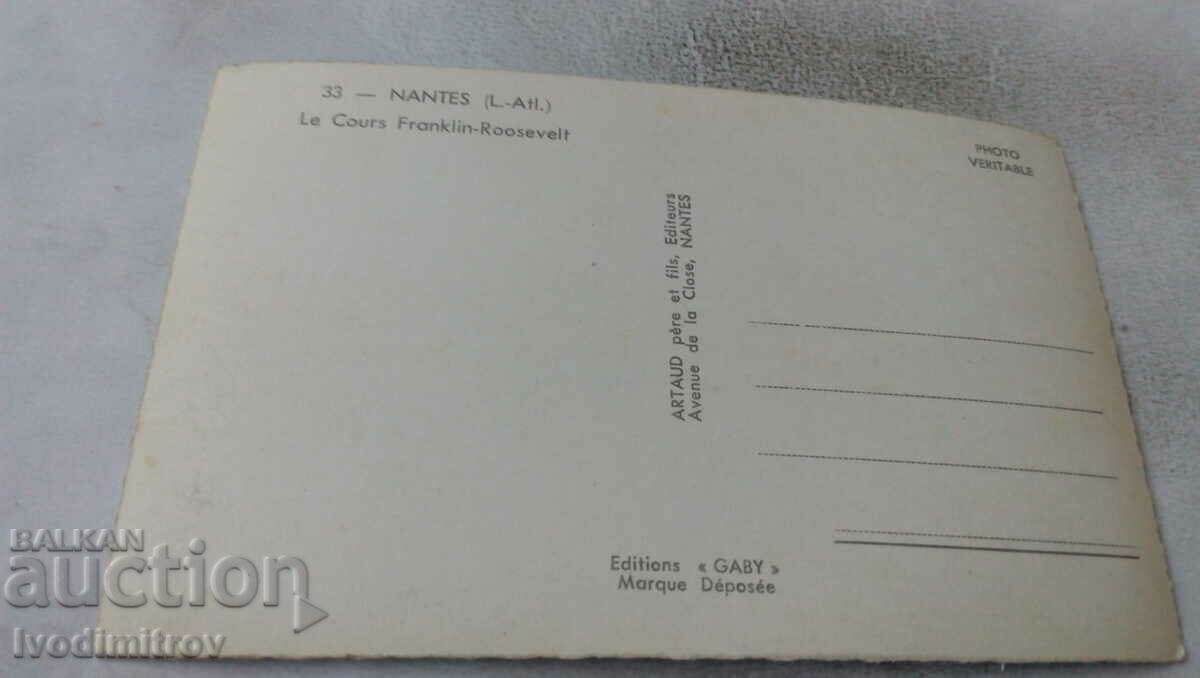 33 — NANTES (L.-Atl.)
Le Cours Franklin-Roosevelt
PHOTO
VERITABLE
ARTAUD père et fils, Editeurs
Avenue de la Close, NANTES
Editions « GABY »
Marque Déposée
BALKAN
auction
Ivodimitrov